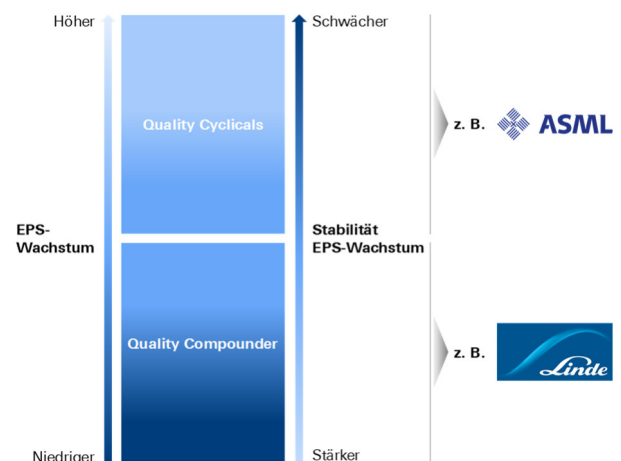 Höher
Schwächer
Quality Cyclicals
z. B.
ASML
EPS-
Wachstum
Stabilität
EPS-Wachstum
Quality Compounder
z. B.
Linde
Niedriger
Stärker